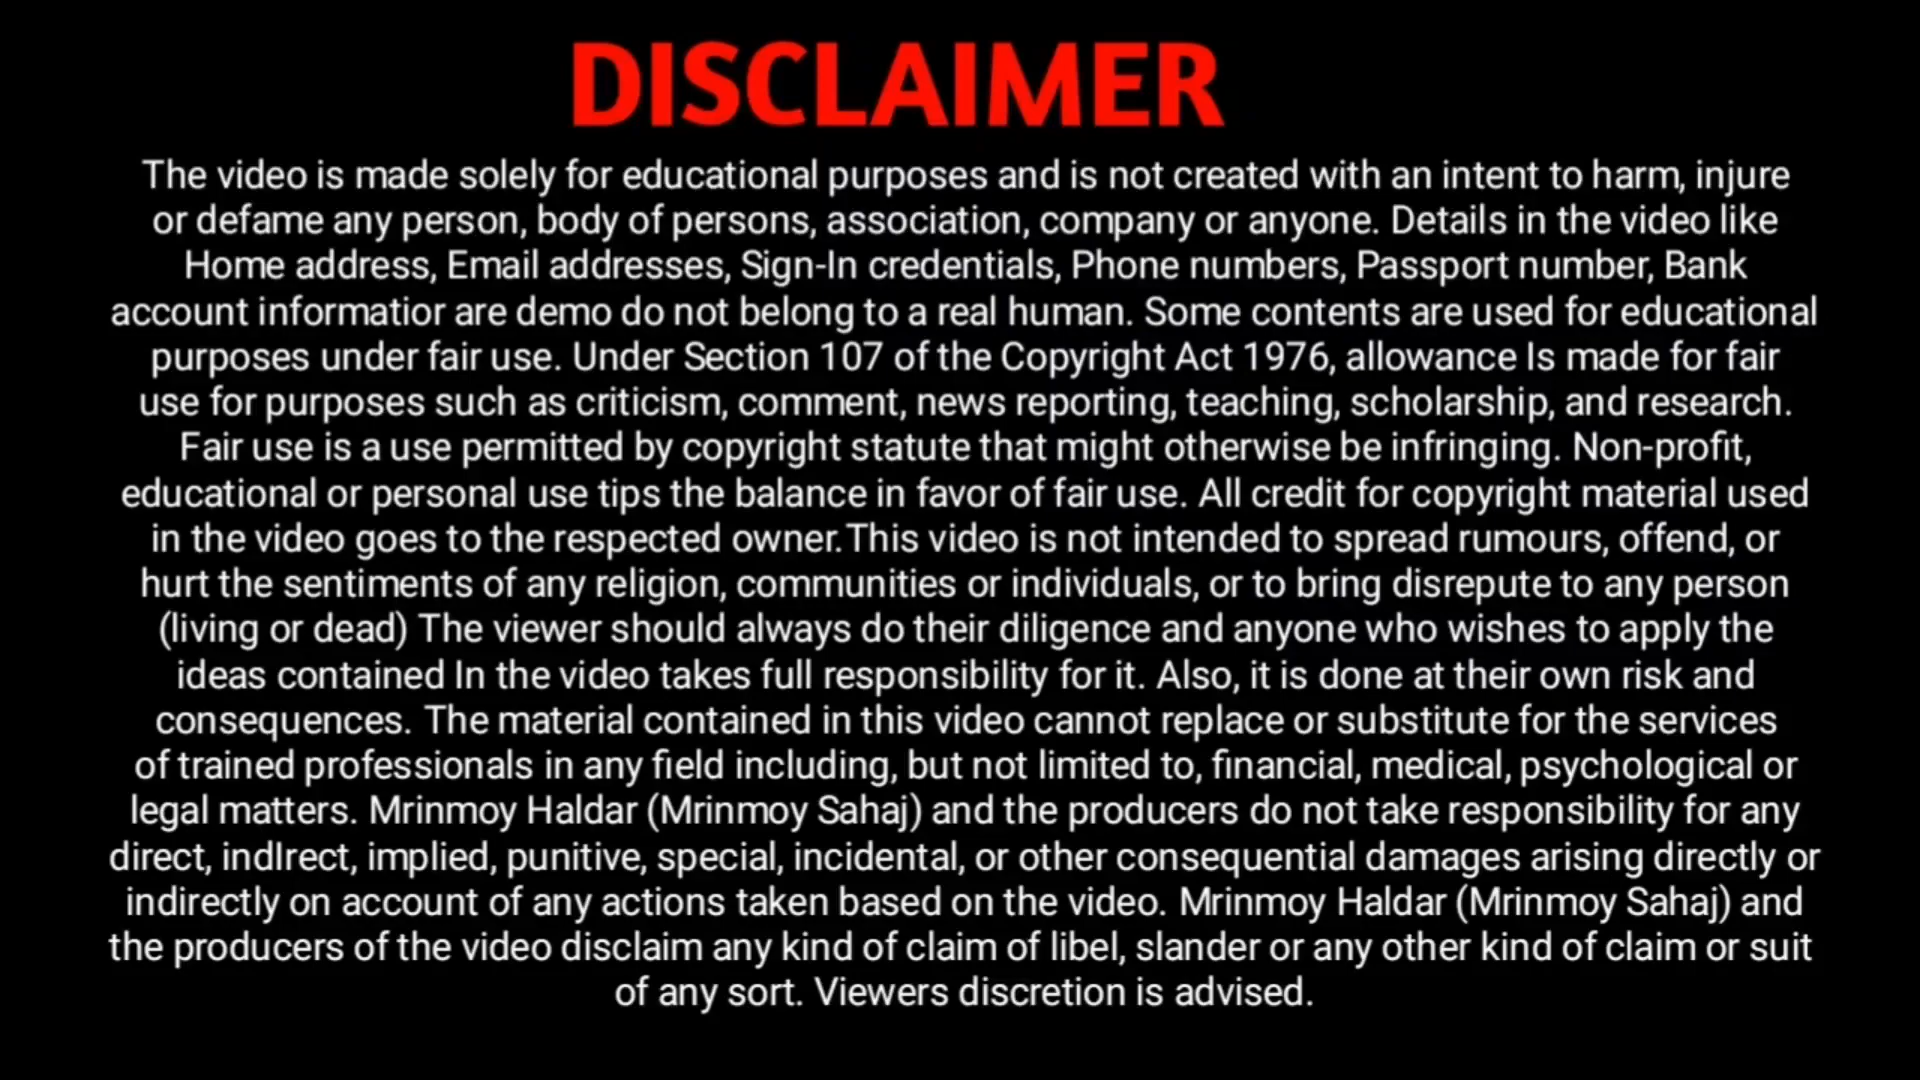 DISCLAIMER
The video is made solely for educational purposes and is not created with an intent to harm, injure
or defame any person, body of persons, association, company or anyone. Details in the video like
Home address, Email addresses, Sign-In credentials, Phone numbers, Passport number, Bank
account informatior are demo do not belong to a real human. Some contents are used for educational
purposes under fair use. Under Section 107 of the Copyright Act 1976, allowance Is made for fair
use for purposes such as criticism, comment, news reporting, teaching, scholarship, and research.
Fair use is a use permitted by copyright statute that might otherwise be infringing. Non-profit,
educational or personal use tips the balance in favor of fair use. All credit for copyright material used
in the video goes to the respected owner.This video is not intended to spread rumours, offend, or
hurt the sentiments of any religion, communities or individuals, or to bring disrepute to any person
(living or dead) The viewer should always do their diligence and anyone who wishes to apply the
ideas contained In the video takes full responsibility for it. Also, it is done at their own risk and
consequences. The material contained in this video cannot replace or substitute for the services
of trained professionals in any field including, but not limited to, financial, medical, psychological or
legal matters. Mrinmoy Haldar (Mrinmoy Sahaj) and the producers do not take responsibility for any
direct, indIrect, implied, punitive, special, incidental, or other consequential damages arising directly or
indirectly on account of any actions taken based on the video. Mrinmoy Haldar (Mrinmoy Sahaj) and
the producers of the video disclaim any kind of claim of libel, slander or any other kind of claim or suit
of any sort. Viewers discretion is advised.